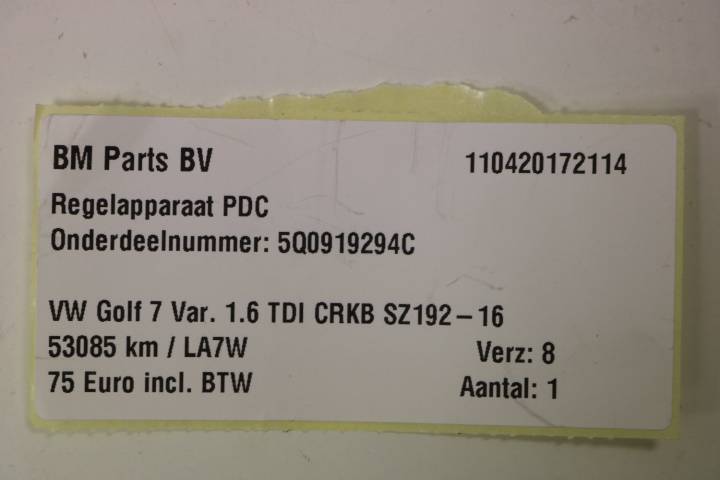 BM Parts BV 110420172114
Regelapparaat PDC
Onderdeelnummer: 5Q0919294C
VW Golf 7 Var. 1.6 TDI CRKB SZ192-16
53085 km / LA7W Verz: 8
75 Euro incl. BTW Aantal: 1